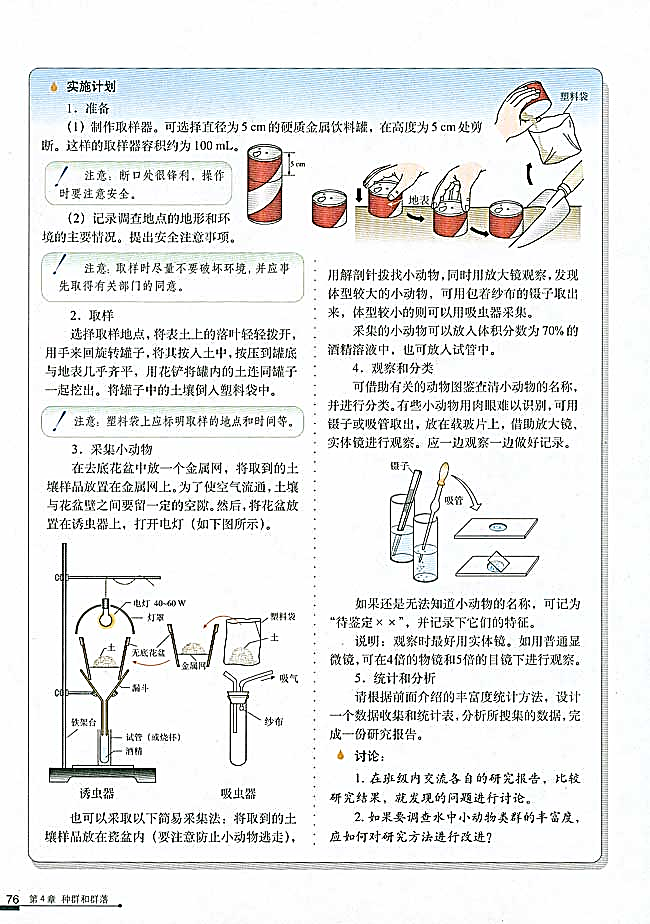 实施计划
1. 准备
(1) 制作取样器。可选择直径为5 cm的硬质金属饮料罐，在高度为5 cm处剪
断。这样的取样器容积约为100 mL。
注意：断口处很锋利，操作
时要注意安全。
(2) 记录调查地点的地形和环
境的主要情况。提出安全注意事项。
注意：取样时尽量不要破坏环境，并应事
先取得有关部门的同意。
5 cm
地表
塑料袋
2. 取样
选择取样地点，将表土上的落叶轻轻拨开，
用手来回旋转罐子，将其按入土中，按压到罐底
与地表几乎齐平，用花铲将罐内的土连同罐子
一起挖出。将罐子中的土壤倒入塑料袋中。
注意：塑料袋上应标明取样的地点和时间等。
3. 采集小动物
在去底花盆中放一个金属网，将取到的土
壤样品放置在金属网上。为了使空气流通，土壤
与花盆壁之间要留一定的空隙。然后，将花盆放
置在诱虫器上，打开电灯（如下图所示）。
电灯 40~60 W
灯罩
土
无底花盆
金属网
塑料袋
土
漏斗
吸气
铁架台
纱布
试管（或烧杯）
酒精
诱虫器
吸虫器
也可以采取以下简易采集法：将取到的土
壤样品放在瓷盆内（要注意防止小动物逃走），
用解剖针拨找小动物，同时用放大镜观察，发现
体型较大的小动物，可用包着纱布的镊子取出
来，体型较小的则可以用吸虫器采集。
采集的小动物可以放入体积分数为70%的
酒精溶液中，也可放入试管中。
4. 观察和分类
可借助有关的动物图鉴查清小动物的名称，
并进行分类。有些小动物用肉眼难以识别，可用
镊子或吸管取出，放在载玻片上，借助放大镜、
实体镜进行观察。应一边观察一边做好记录。
镊子
吸管
如果还是无法知道小动物的名称，可记为
“待鉴定××”，并记录下它们的特征。
说明：观察时最好用实体镜。如用普通显
微镜，可在4倍的物镜和5倍的目镜下进行观察。
5. 统计和分析
请根据前面介绍的丰富度统计方法，设计
一个数据收集和统计表，分析所搜集的数据，完
成一份研究报告。
讨论：
1. 在班级内交流各自的研究报告，比较
研究结果，就发现的问题进行讨论。
2. 如果要调查水中小动物类群的丰富度，
应如何对研究方法进行改进？
76 第4章 种群和群落